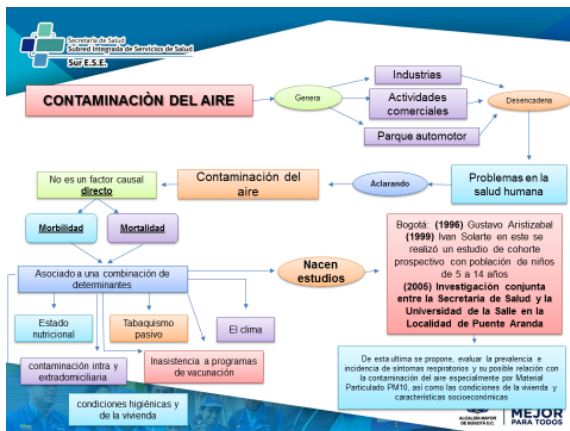 Secretaría de Salud
Subred Integrada de Servicios de Salud
Sur E.S.E.
CONTAMINACIÒN DEL AIRE
Genera
Industrias
Actividades
comerciales
Parque automotor
Desencadena
Problemas en la
salud humana
Aclarando
Contaminación del
aire
No es un factor causal
directo
Morbilidad
Mortalidad
Asociado a una combinación de
determinantes
Estado
nutricional
Tabaquismo
pasivo
El clima
contaminación intra y
extradomiciliaria
Inasistencia a programas
de vacunación
condiciones higiénicas y
de la vivienda
Nacen
estudios
Bogotá: (1996) Gustavo Aristizabal
(1999) Ivan Solarte en este se
realizó un estudio de cohorte
prospectivo con población de niños
de 5 a 14 años
(2005) Investigación conjunta
entre la Secretaria de Salud y la
Universidad de la Salle en la
Localidad de Puente Aranda
De esta ultima se propone, evaluar la prevalencia e
incidencia de síntomas respiratorios y su posible relación
con la contaminación del aire especialmente por Material
Particulado PM10, así como las condiciones de la vivienda y
características socioeconómicas
ALCALDÍA MAYOR
DE BOGOTÁ D.C.
MEJOR
PARA TODOS